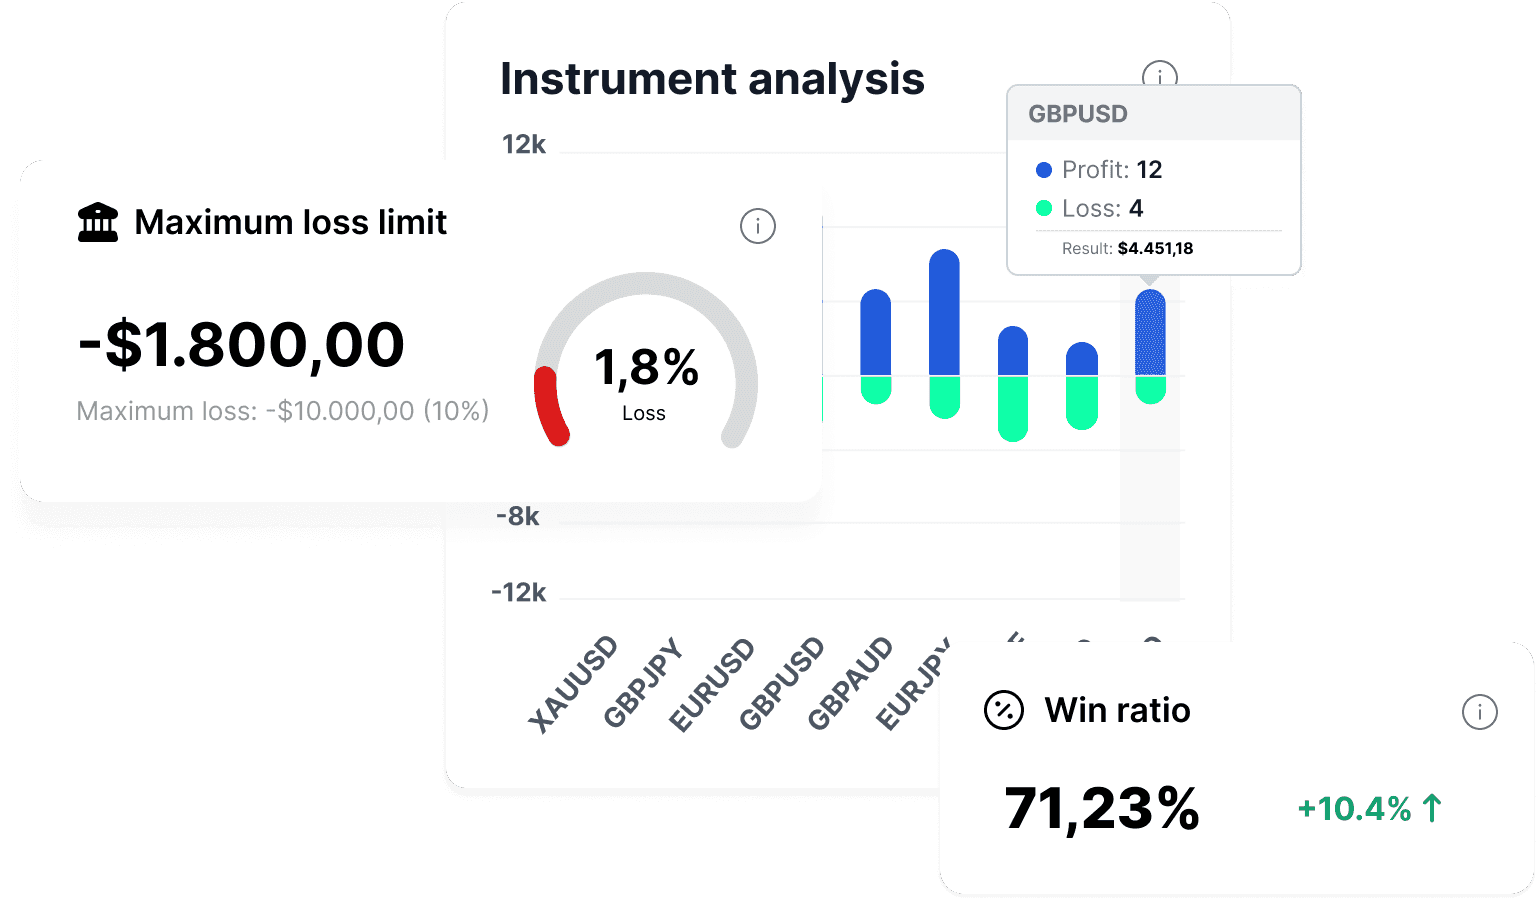 Instrument analysis
12k
GBPUSD
Profit: 12
Loss: 4
Result: $4.451,18
Maximum loss limit
-$1.800,00
Maximum loss: -$10.000,00 (10%)
1,8%
Loss
-8k
-12k
XAUUSD
GBPJPY
EURUSD
GBPUSD
GBPAUD
EURJPY
Win ratio
71,23%
+10.4%